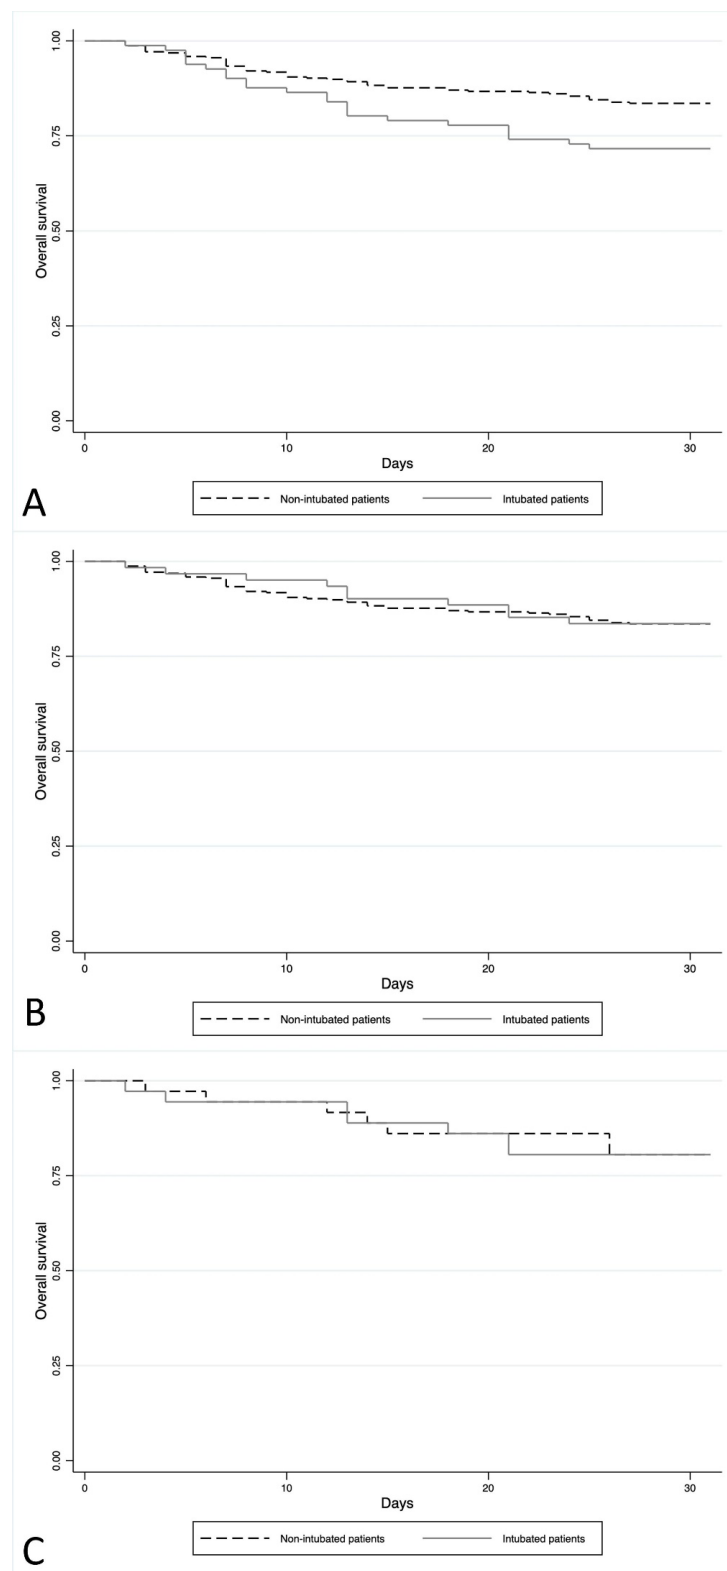 1.00
0.75
0.50
0.25
0.00
Overall survival
0 10 20 30
Days
Non-intubated patients Intubated patients
A
1.00
0.75
0.50
0.25
0.00
Overall survival
0 10 20 30
Days
Non-intubated patients Intubated patients
B
1.00
0.75
0.50
0.25
0.00
Overall survival
0 10 20 30
Days
Non-intubated patients Intubated patients
C